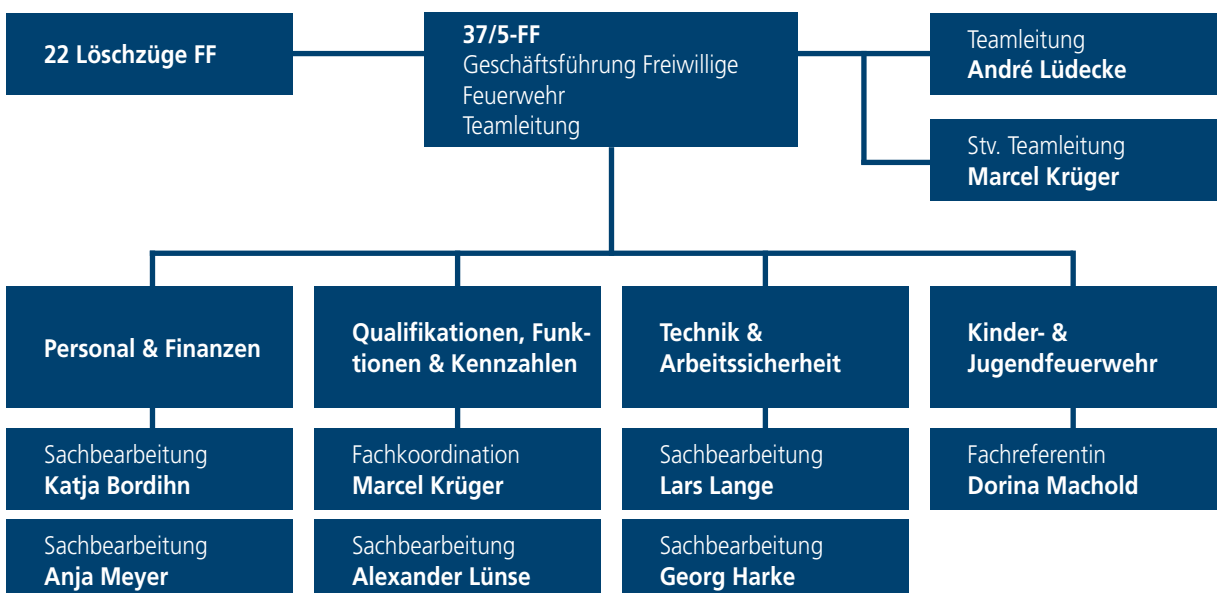 22 Löschzüge FF
37/5-FF
Geschäftsführung Freiwillige
Feuerwehr
Teamleitung
Teamleitung
André Lüdecke
Stv. Teamleitung
Marcel Krüger
Personal & Finanzen
Qualifikationen, Funk-
tionen & Kennzahlen
Technik &
Arbeitssicherheit
Kinder- &
Jugendfeuerwehr
Sachbearbeitung
Katja Bordihn
Fachkoordination
Marcel Krüger
Sachbearbeitung
Lars Lange
Fachreferentin
Dorina Machold
Sachbearbeitung
Anja Meyer
Sachbearbeitung
Alexander Lünse
Sachbearbeitung
Georg Harke